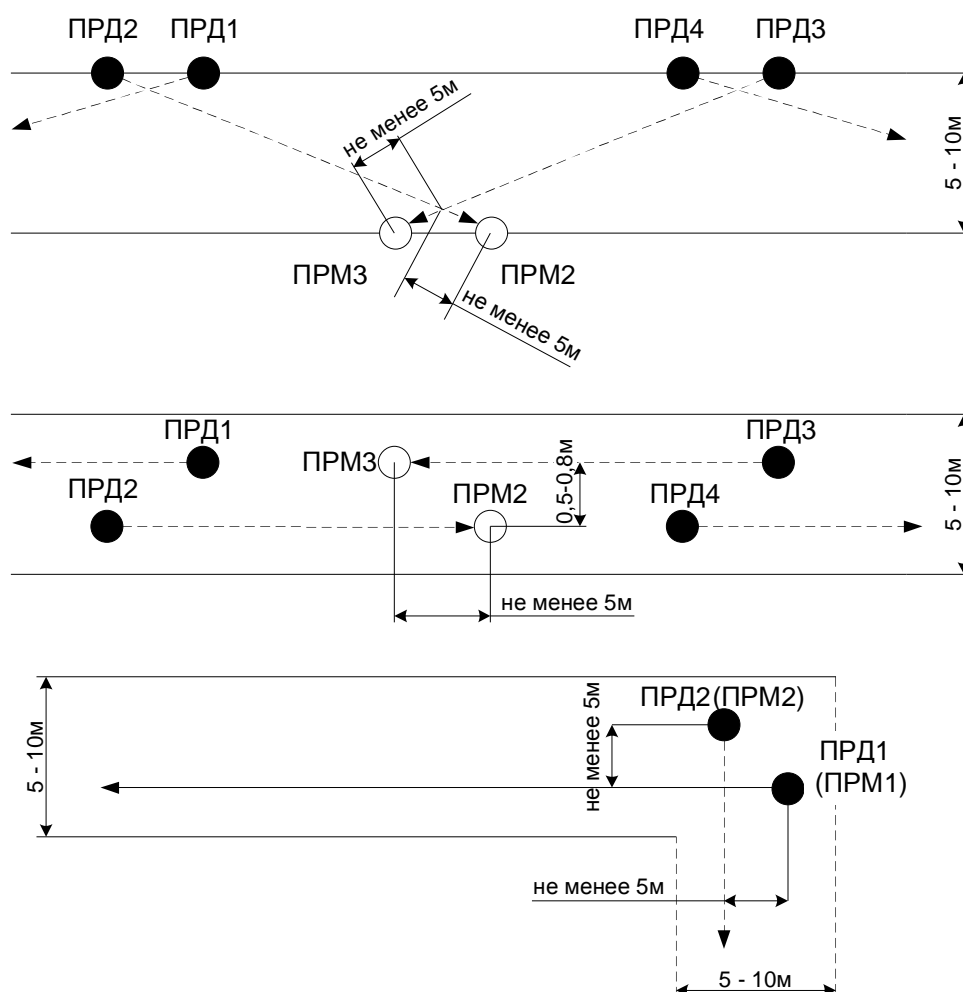 ПРД2 ПРД1 ПРД4 ПРД3
не менее 5м
5 - 10м
ПРМ3 ПРМ2
не менее 5м
ПРД1 ПРД3
ПРМ3
0,5-0,8м
ПРД2 ПРМ2 ПРД4
5 - 10м
не менее 5м
ПРД2(ПРМ2)
не менее 5м
5 - 10м
ПРД1
(ПРМ1)
не менее 5м
5 - 10м